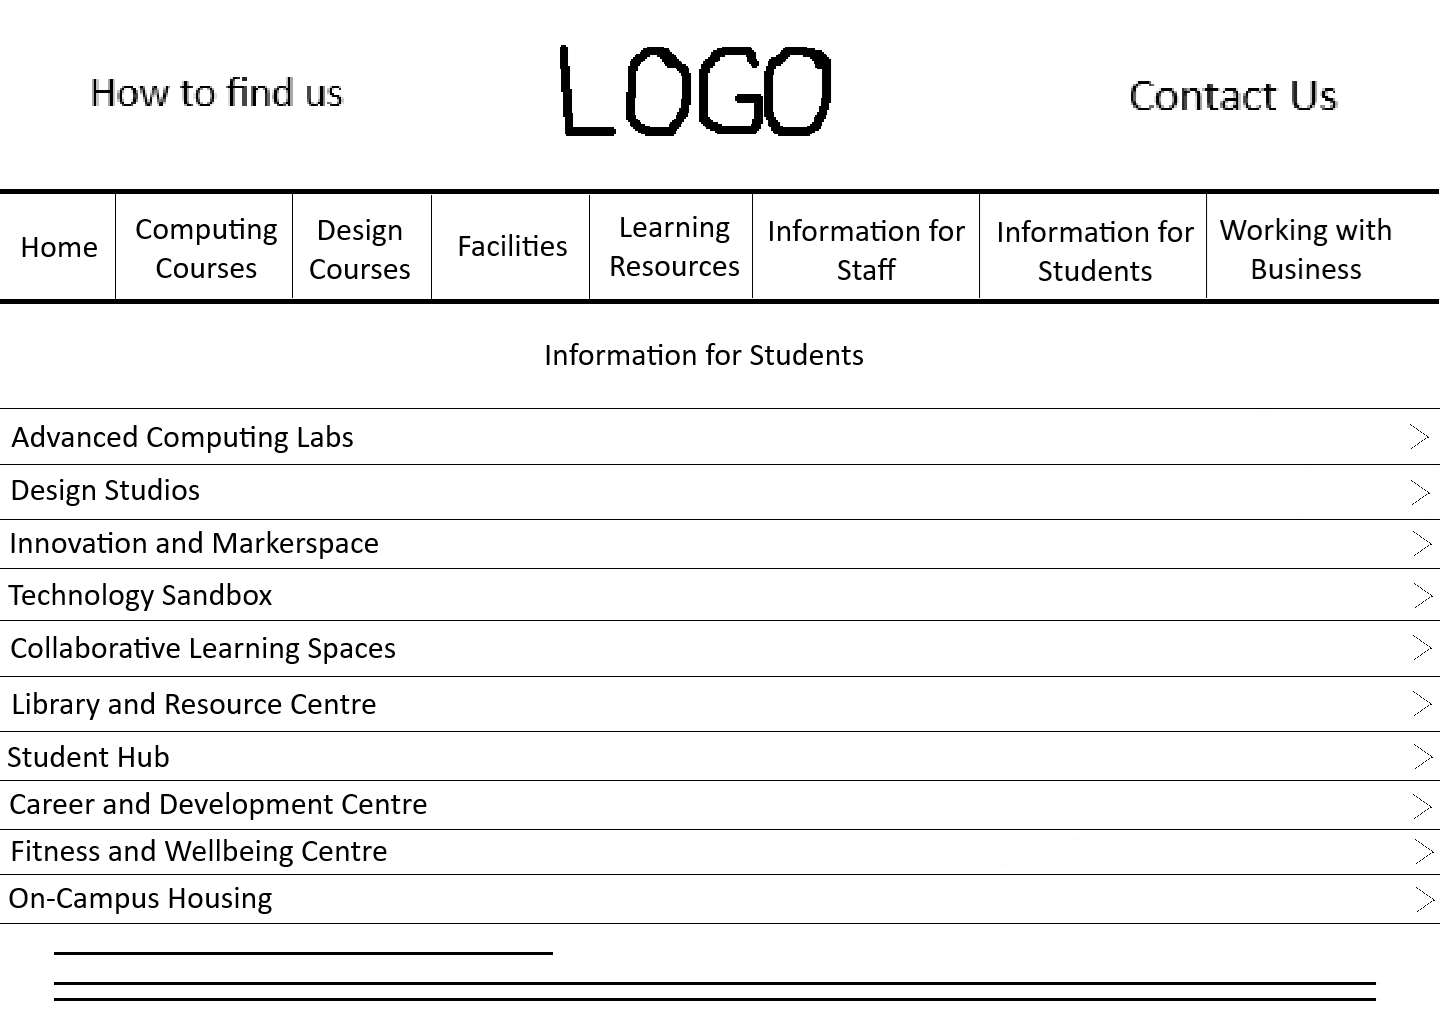 How to find us
LOGO
Contact Us
Home
Computing
Courses
Design
Courses
Facilities
Learning
Resources
Information for
Staff
Information for
Students
Working with
Business
Information for Students
Advanced Computing Labs
Design Studios
Innovation and Markerspace
Technology Sandbox
Collaborative Learning Spaces
Library and Resource Centre
Student Hub
Career and Development Centre
Fitness and Wellbeing Centre
On-Campus Housing